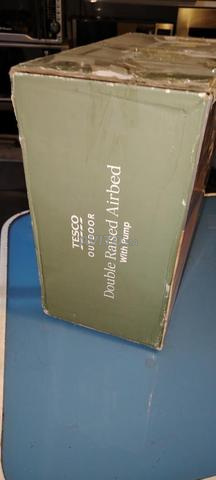 TESCO
OUTDOOR
Double Raised Airbed
With Pump